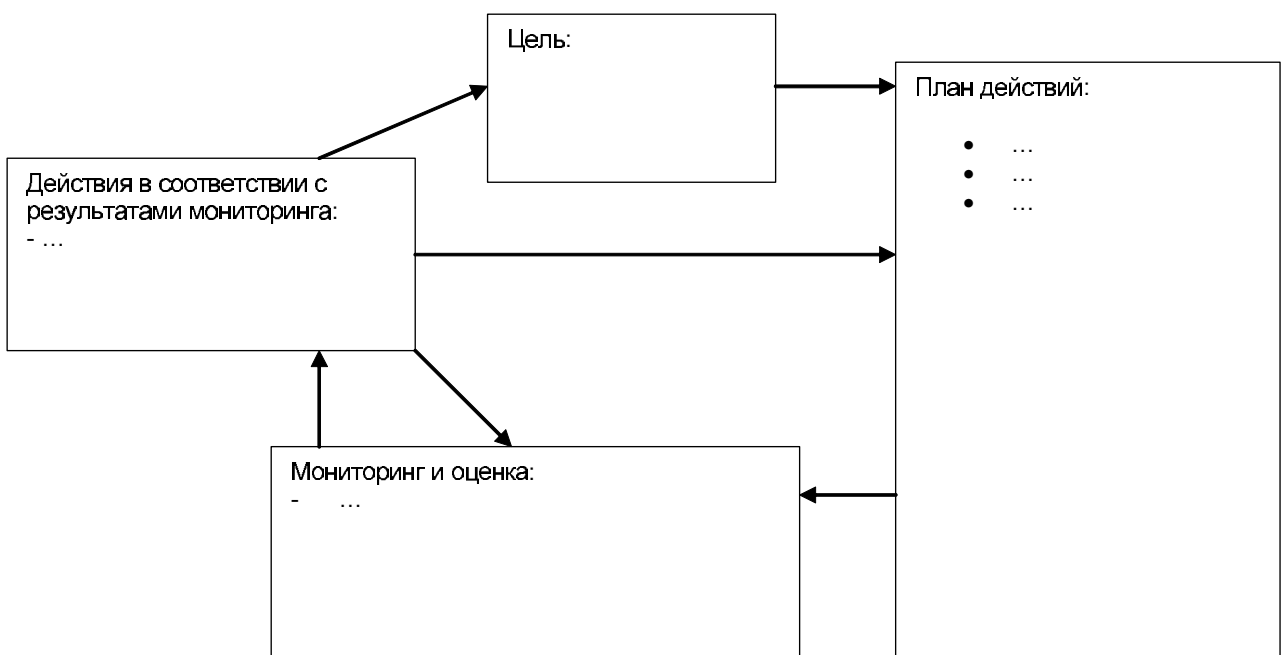 Цель:
План действий:
• ...
• ...
• ...
Действия в соответствии с
результатами мониторинга:
- ...
Мониторинг и оценка:
- ...